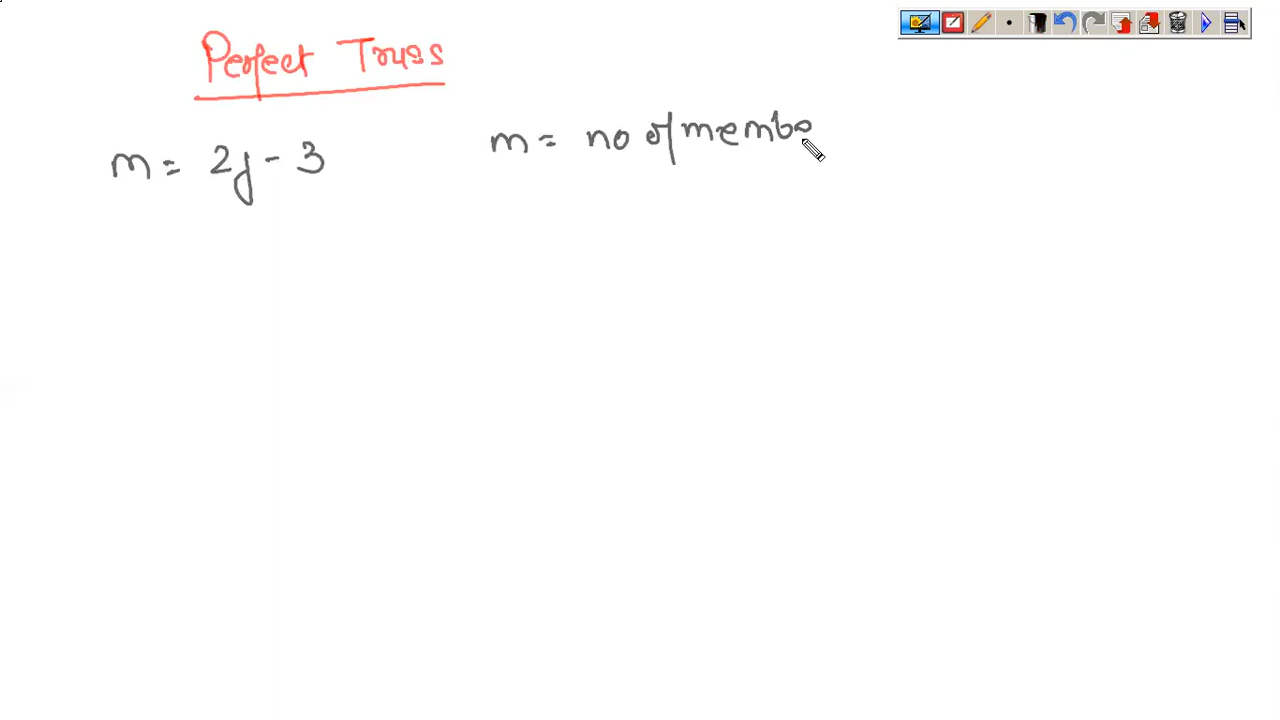 Perfect Truss
m = 2j - 3
m = no of membe